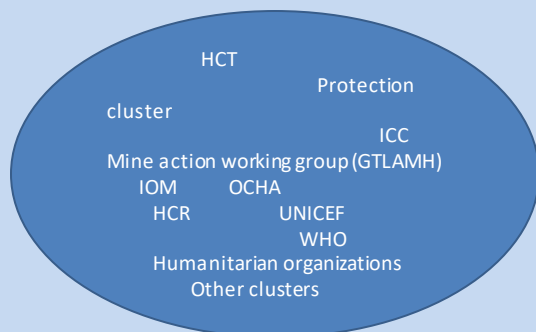 HCT
Protection
cluster
ICC
Mine action working group (GTLAMH)
IOM OCHA
HCR UNICEF
WHO
Humanitarian organizations
Other clusters